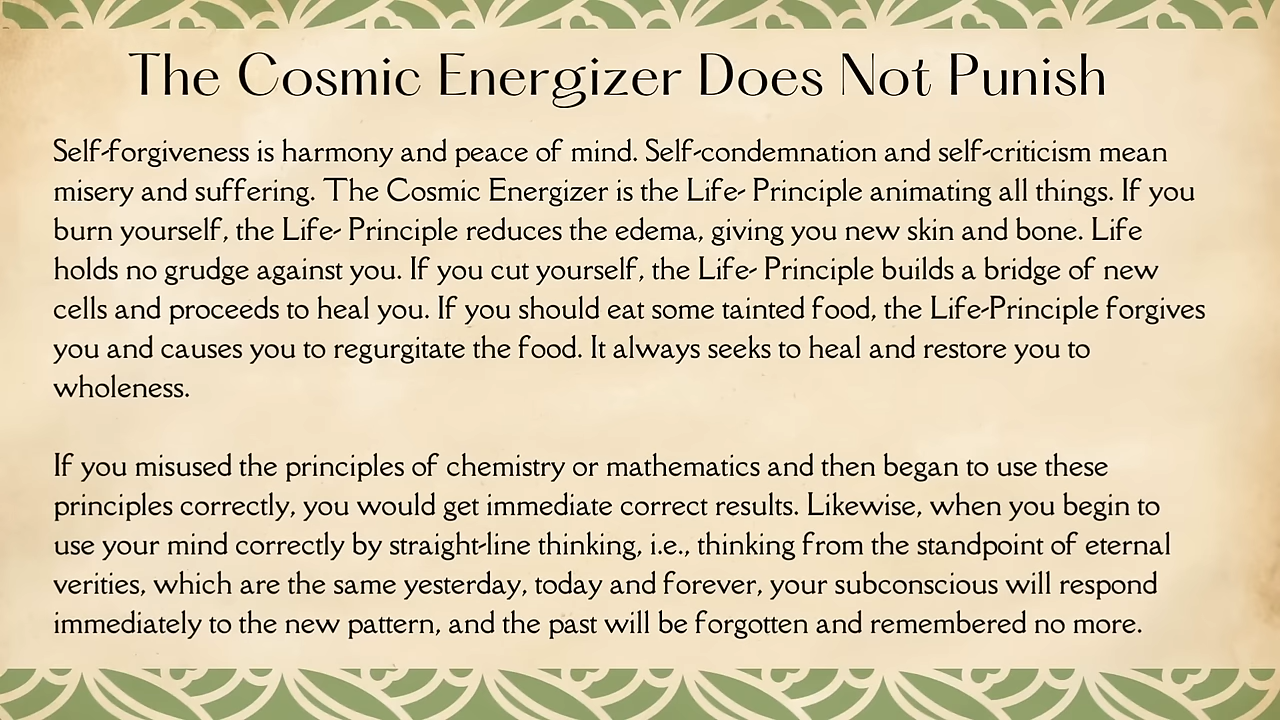 The Cosmic Energizer Does Not Punish
Self-forgiveness is harmony and peace of mind. Self-condemnation and self-criticism mean
misery and suffering. The Cosmic Energizer is the Life- Principle animating all things. If you
burn yourself, the Life- Principle reduces the edema, giving you new skin and bone. Life
holds no grudge against you. If you cut yourself, the Life- Principle builds a bridge of new
cells and proceeds to heal you. If you should eat some tainted food, the Life-Principle forgives
you and causes you to regurgitate the food. It always seeks to heal and restore you to
wholeness.
If you misused the principles of chemistry or mathematics and then began to use these
principles correctly, you would get immediate correct results. Likewise, when you begin to
use your mind correctly by straight-line thinking, i.e., thinking from the standpoint of eternal
verities, which are the same yesterday, today and forever, your subconscious will respond
immediately to the new pattern, and the past will be forgotten and remembered no more.